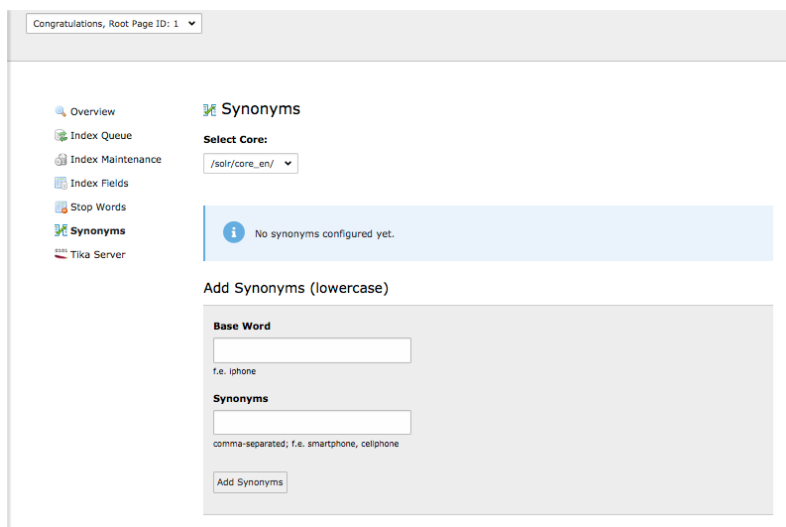 Congratulations, Root Page ID: 1
Overview
Index Queue
Index Maintenance
Index Fields
Stop Words
Synonyms
Tika Server
Synonyms
Select Core:
/solr/core_en/
No synonyms configured yet.
Add Synonyms (lowercase)
Base Word
f.e. iphone
Synonyms
comma-separated; f.e. smartphone, cellphone
Add Synonyms